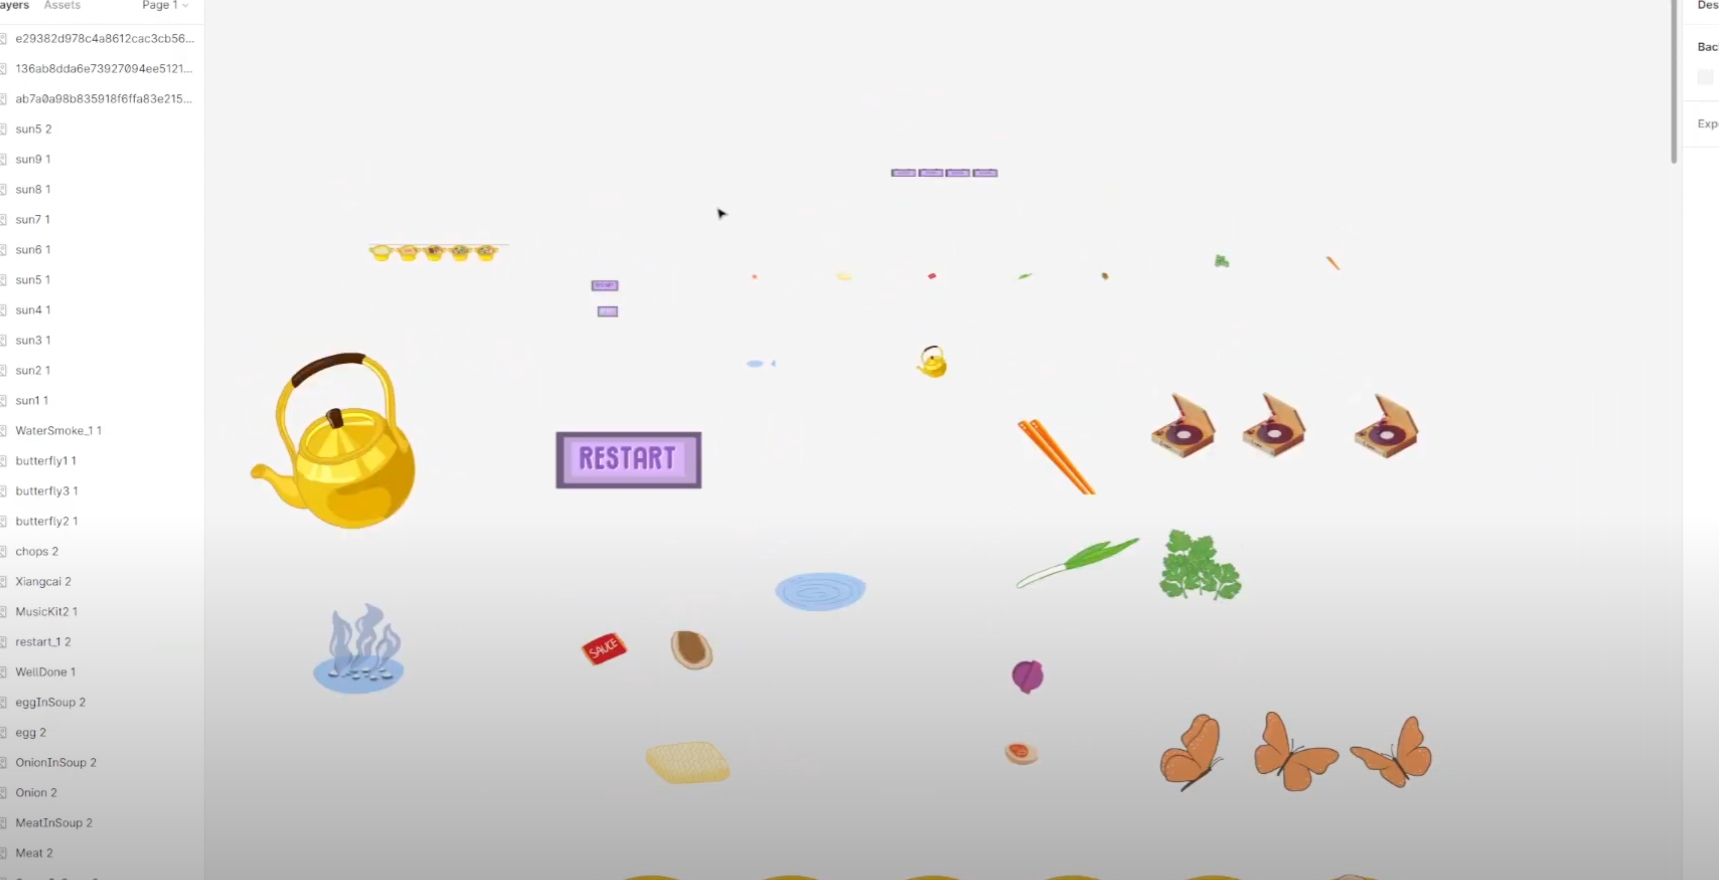 ayers Assets Page 1
Des
e29382d978c4a8612cac3cb56...
136ab8dda6e73927094ee5121...
ab7a0a98b835918f6ffa83e215...
sun5 2
sun9 1
sun8 1
sun7 1
sun6 1
sun5 1
sun4 1
sun3 1
sun2 1
sun1 1
WaterSmoke_1 1
butterfly1 1
butterfly3 1
butterfly2 1
chops 2
Xiangcai 2
MusicKit2 1
restart_1 2
WellDone 1
eggInSoup 2
egg 2
OnionInSoup 2
Onion 2
MeatInSoup 2
Meat 2
RESTART
SAUCE
Bac
Exp